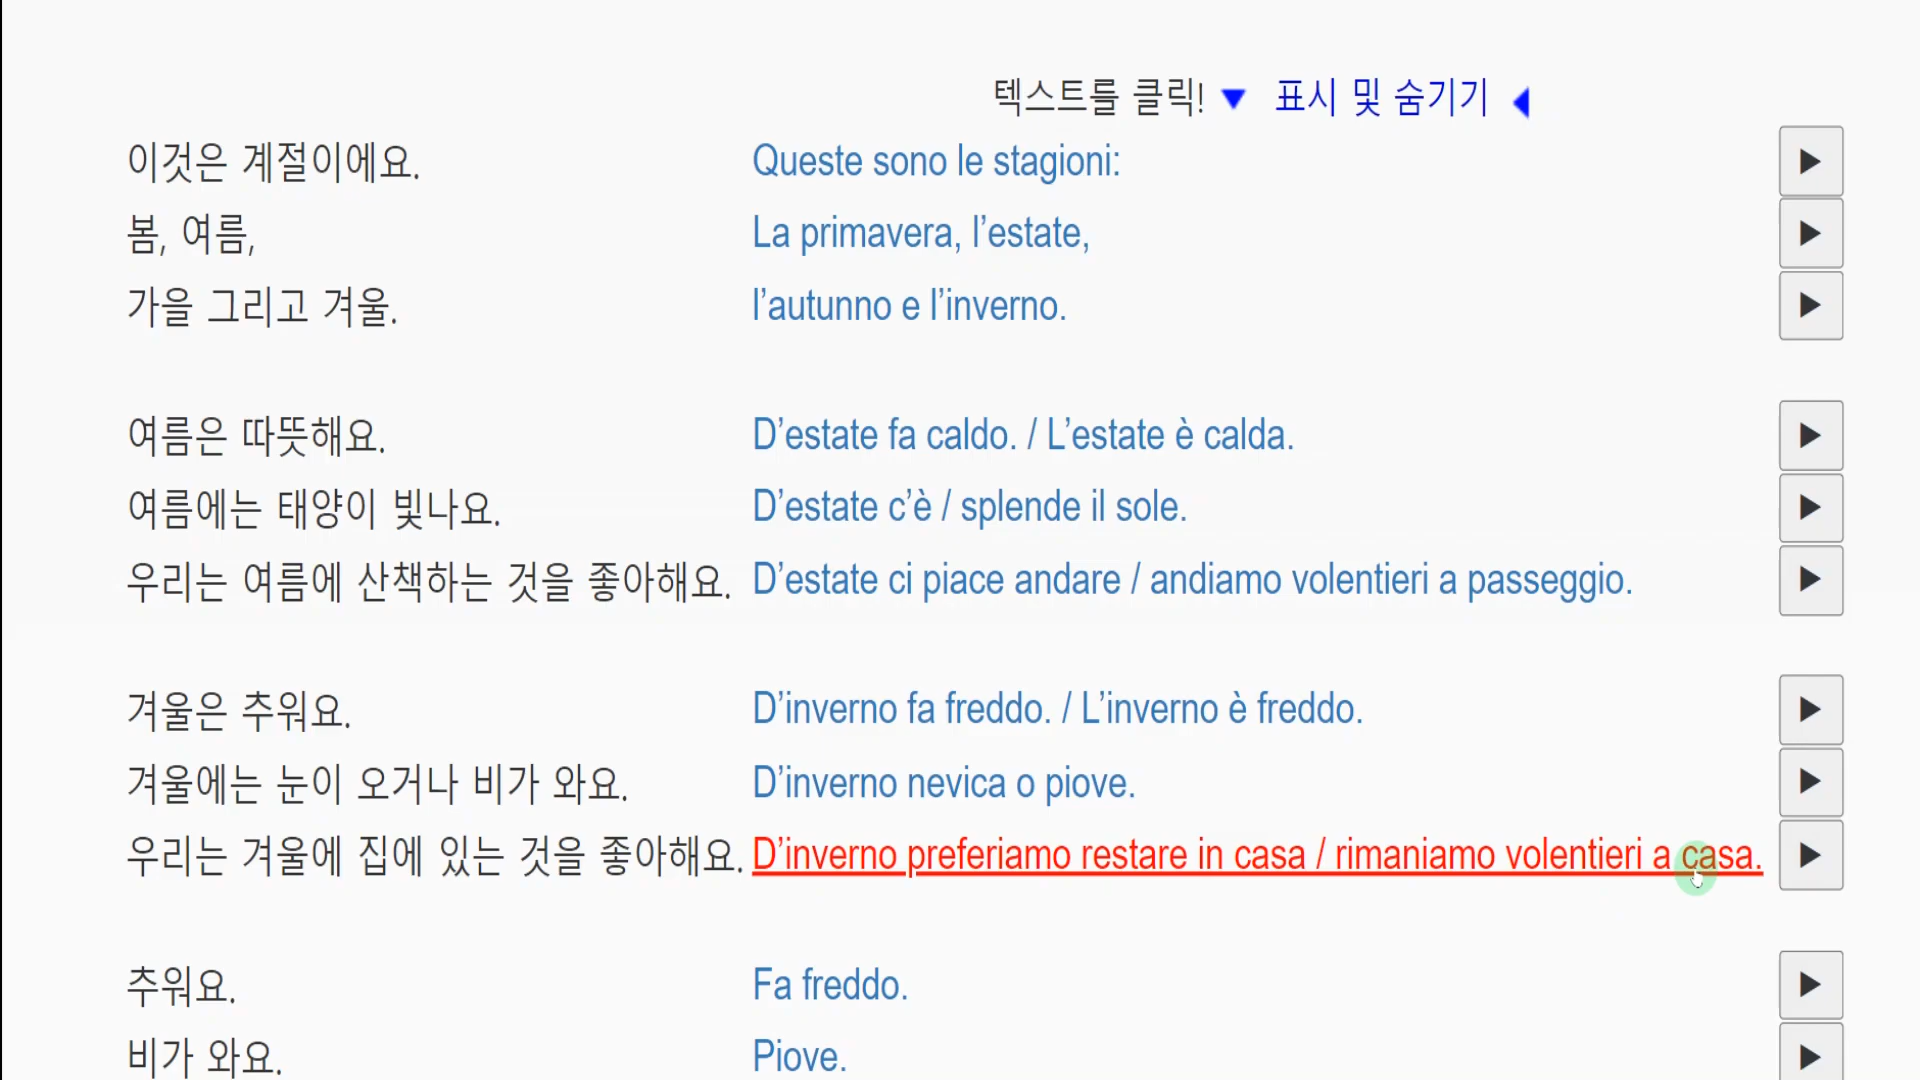 텍스트를 클릭! ▼ 표시 및 숨기기 ◀
이것은 계절이에요. Queste sono le stagioni:
봄, 여름, La primavera, l’estate,
가을 그리고 겨울. l’autunno e l’inverno.
여름은 따뜻해요. D’estate fa caldo. / L’estate è calda.
여름에는 태양이 빛나요. D’estate c’è / splende il sole.
우리는 여름에 산책하는 것을 좋아해요. D’estate ci piace andare / andiamo volentieri a passeggio.
겨울은 추워요. D’inverno fa freddo. / L’inverno è freddo.
겨울에는 눈이 오거나 비가 와요. D’inverno nevica o piove.
우리는 겨울에 집에 있는 것을 좋아해요. D’inverno preferiamo restare in casa / rimaniamo volentieri a casa.
추워요. Fa freddo.
비가 와요. Piove.